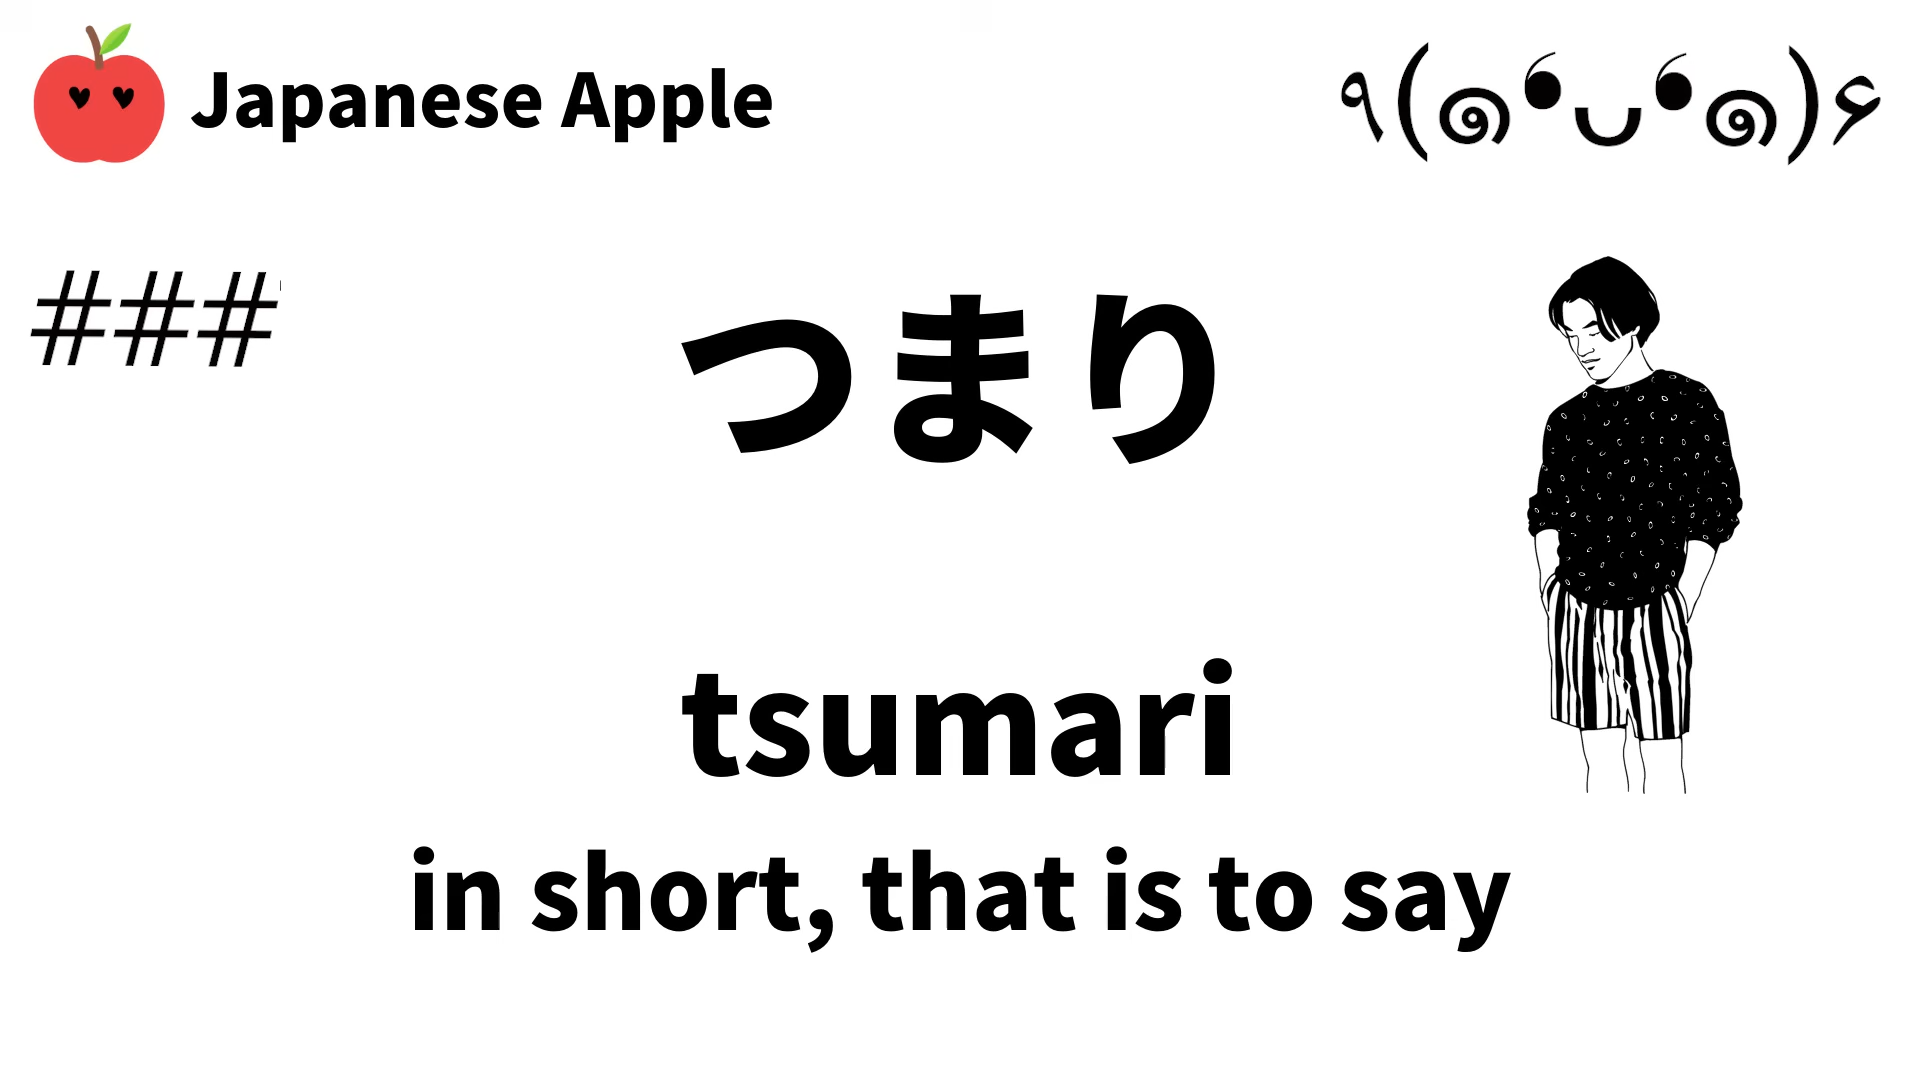 Japanese Apple
٩(๑❛ᴗ❛๑)۶
###
つまり
tsumari
in short, that is to say